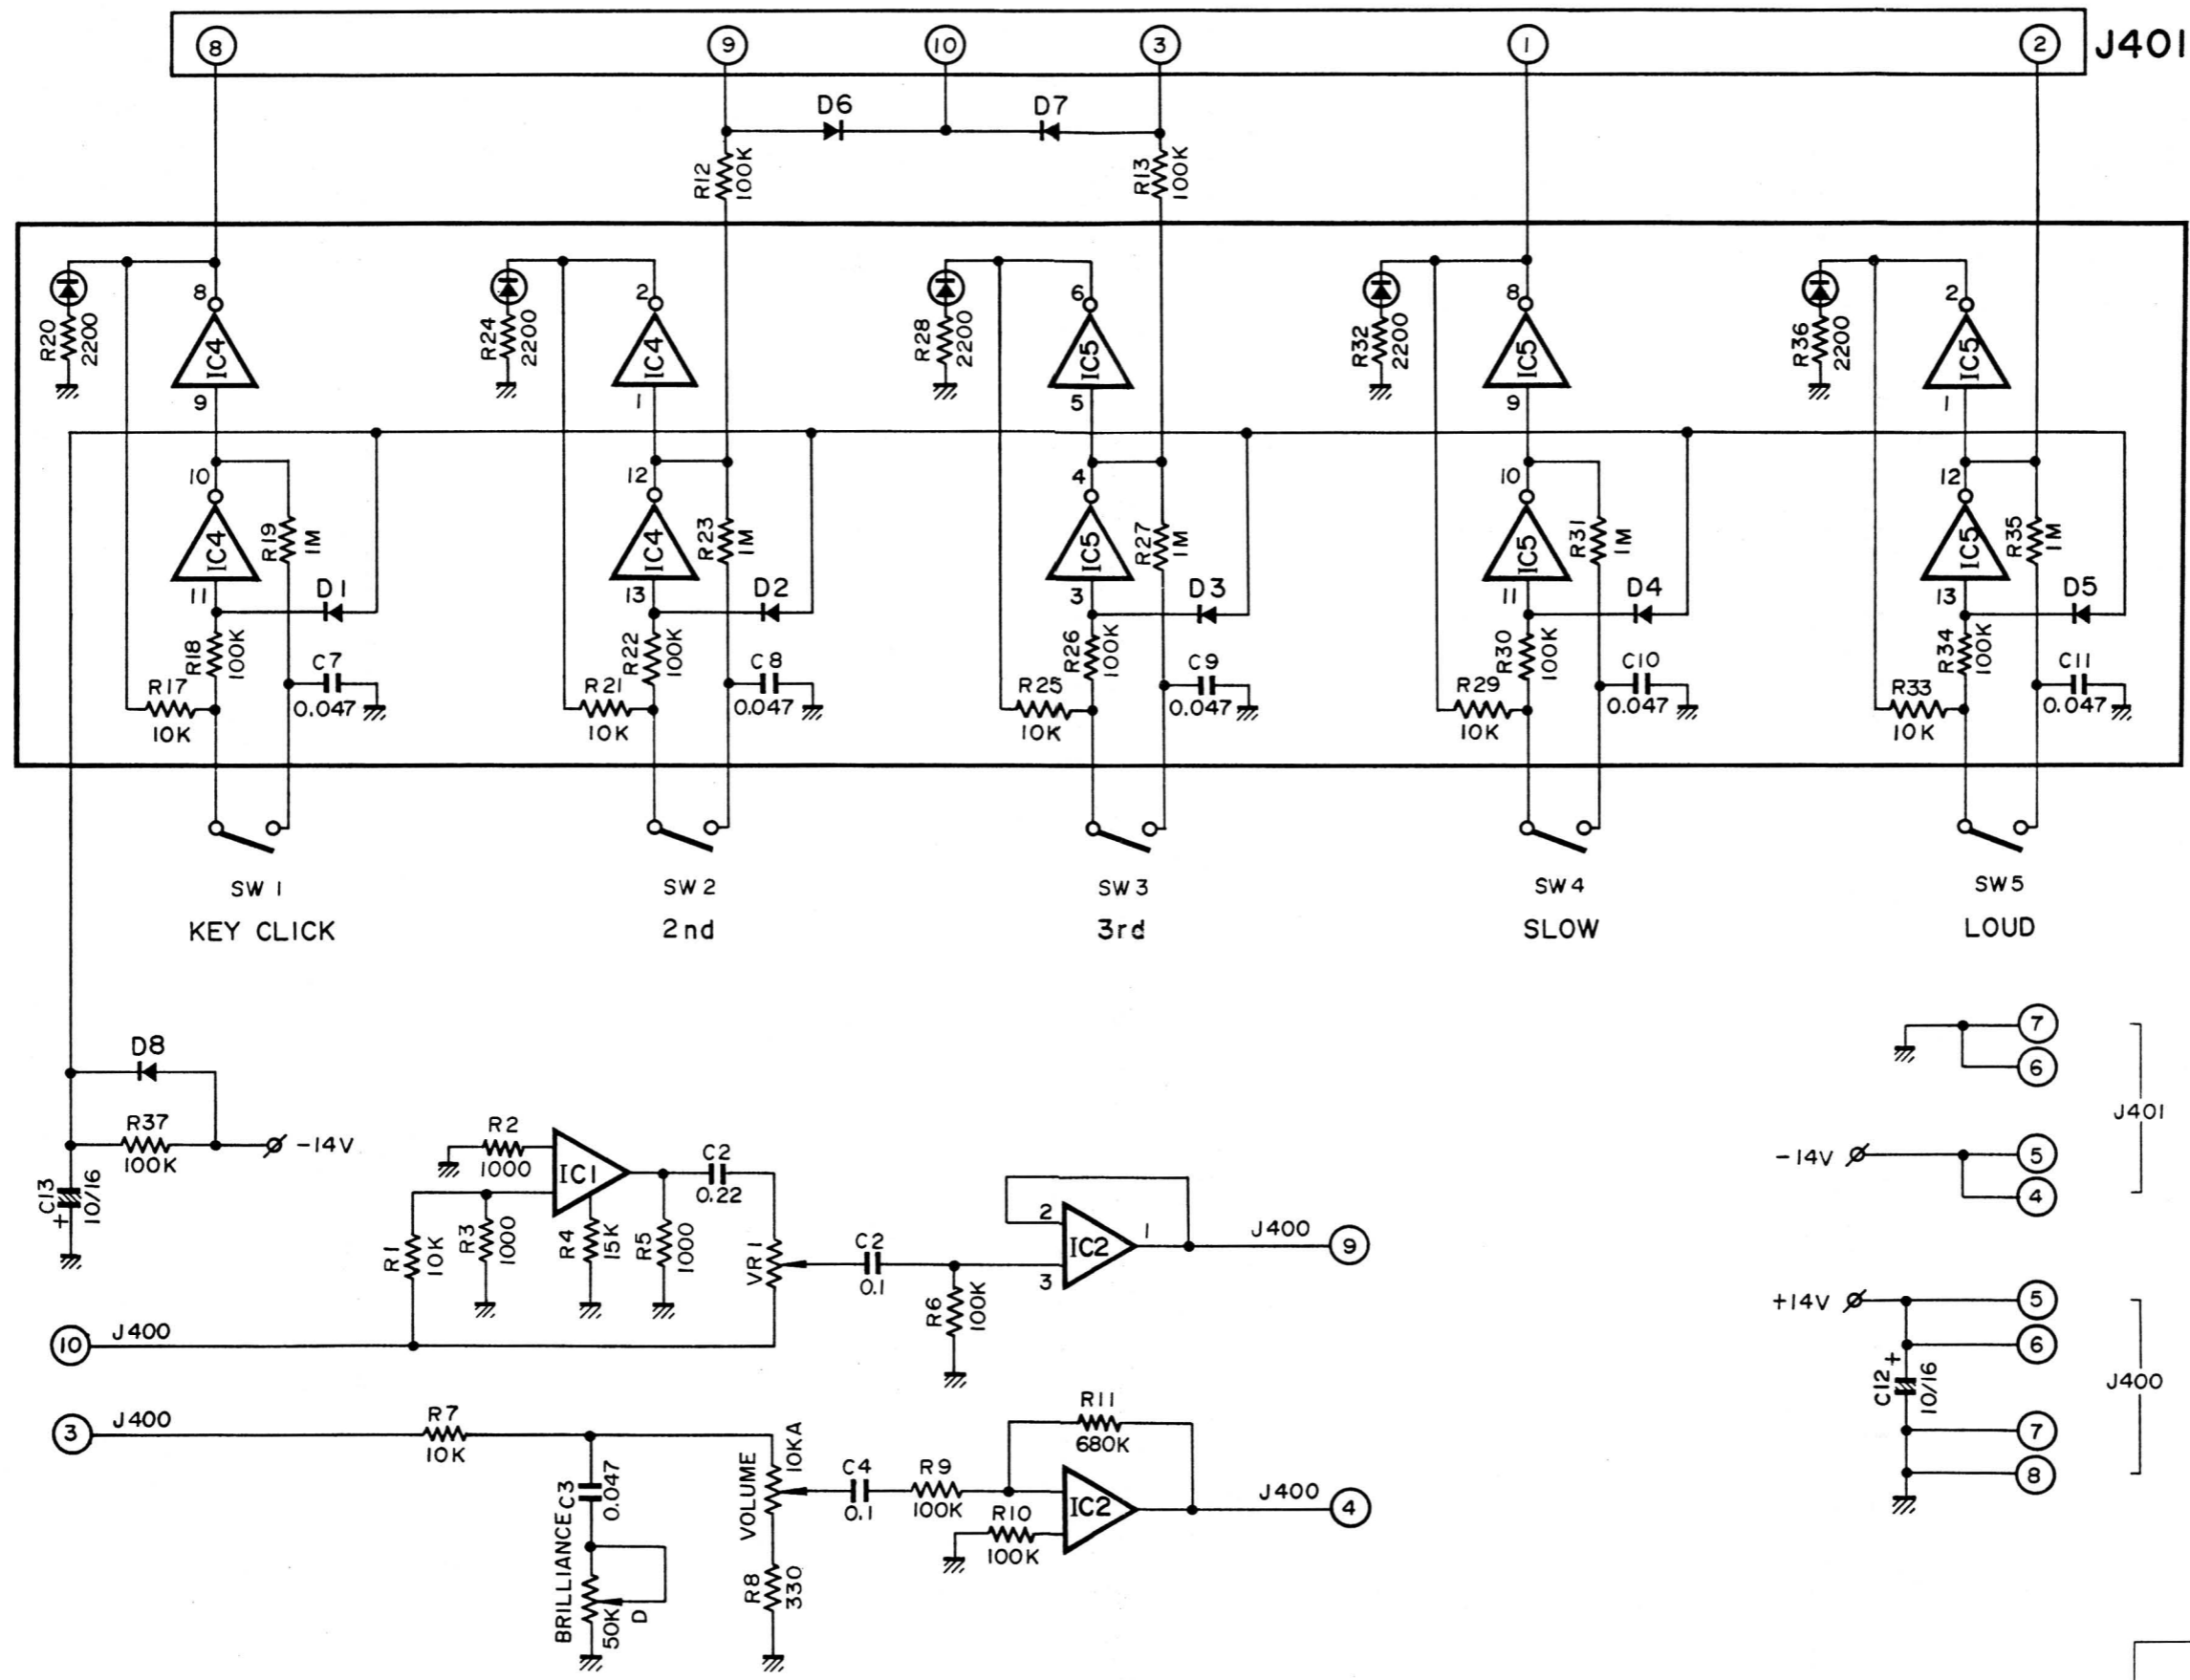 8 9 10 3 1 2 J401
D6 D7
R12 100K R13 100K
8 2 6 8 2
R20 2200 IC4 R24 2200 IC4 R28 2200 IC5 R32 2200 IC5 R36 2200 IC5
9 1 5 9 1
10 12 4 10 12
IC4 R19 1M IC4 R23 1M IC5 R27 1M IC5 R31 1M IC5 R35 1M
11 D1 13 D2 3 D3 11 D4 13 D5
R18 100K R22 100K R26 100K R30 100K R34 100K
C7 C8 C9 C10 C11
R17 0.047 R21 0.047 R25 0.047 R29 0.047 R33 0.047
10K 10K 10K 10K 10K
SW 1 SW 2 SW 3 SW 4 SW 5
KEY CLICK 2nd 3rd SLOW LOUD
D8
R37 -14V
100K
C13 + 10/16
R2
1000
IC1
C2
0.22
R1 10K R3 1000 R4 15K R5 1000 VR 1
C2
0.1
R6 100K
2
IC2 1
3
J400 9
10 J400
3 J400
R7
10K
BRILLIANCE C3 0.047
50K D
VOLUME 10KA
R8 330
C4
0.1
R9
100K
R11
680K
R10
100K
IC2
J400 4
7
6
J401
-14V 5
4
+14V 5
6
C12 + 10/16
J400
7
8